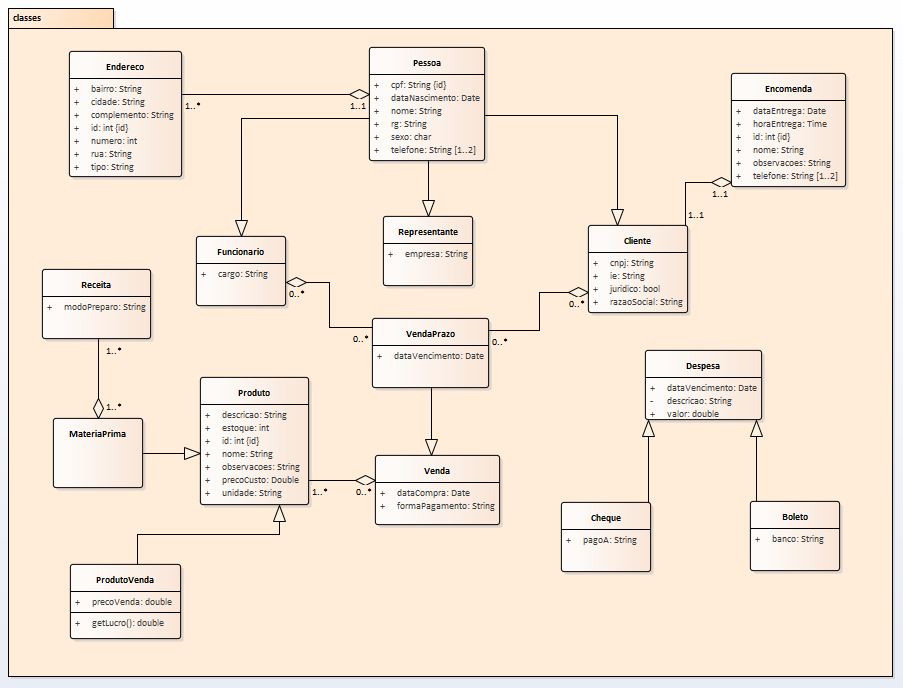 classes
Endereco
+ bairro: String
+ cidade: String
+ complemento: String
+ id: int {id}
+ numero: int
+ rua: String
+ tipo: String
1..*
1..1
Pessoa
+ cpf: String {id}
+ dataNascimento: Date
+ nome: String
+ rg: String
+ sexo: char
+ telefone: String [1..2]
Encomenda
+ dataEntrega: Date
+ horaEntrega: Time
+ id: int {id}
+ nome: String
+ observacoes: String
+ telefone: String [1..2]
1..1
1..1
Funcionario
+ cargo: String
0..*
Representante
+ empresa: String
Cliente
+ cnpj: String
+ ie: String
+ juridico: bool
+ razaoSocial: String
0..*
Receita
+ modoPreparo: String
1..*
1..*
VendaPrazo
+ dataVencimento: Date
0..*
0..*
Despesa
+ dataVencimento: Date
- descricao: String
+ valor: double
Produto
+ descricao: String
+ estoque: int
+ id: int {id}
+ nome: String
+ observacoes: String
+ precoCusto: Double
+ unidade: String
1..*
0..*
MateriaPrima
Venda
+ dataCompra: Date
+ formaPagamento: String
Cheque
+ pagoA: String
Boleto
+ banco: String
ProdutoVenda
+ precoVenda: double
+ getLucro(): double